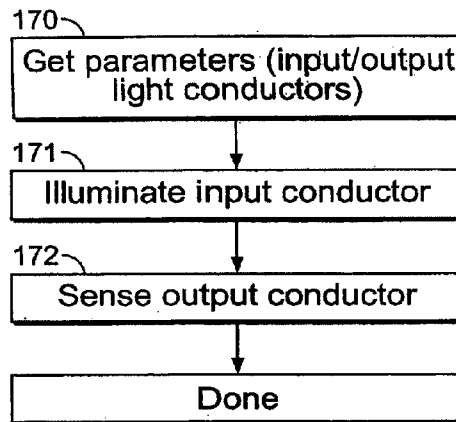 170
Get parameters (input/output
light conductors)
171
Illuminate input conductor
172
Sense output conductor
Done